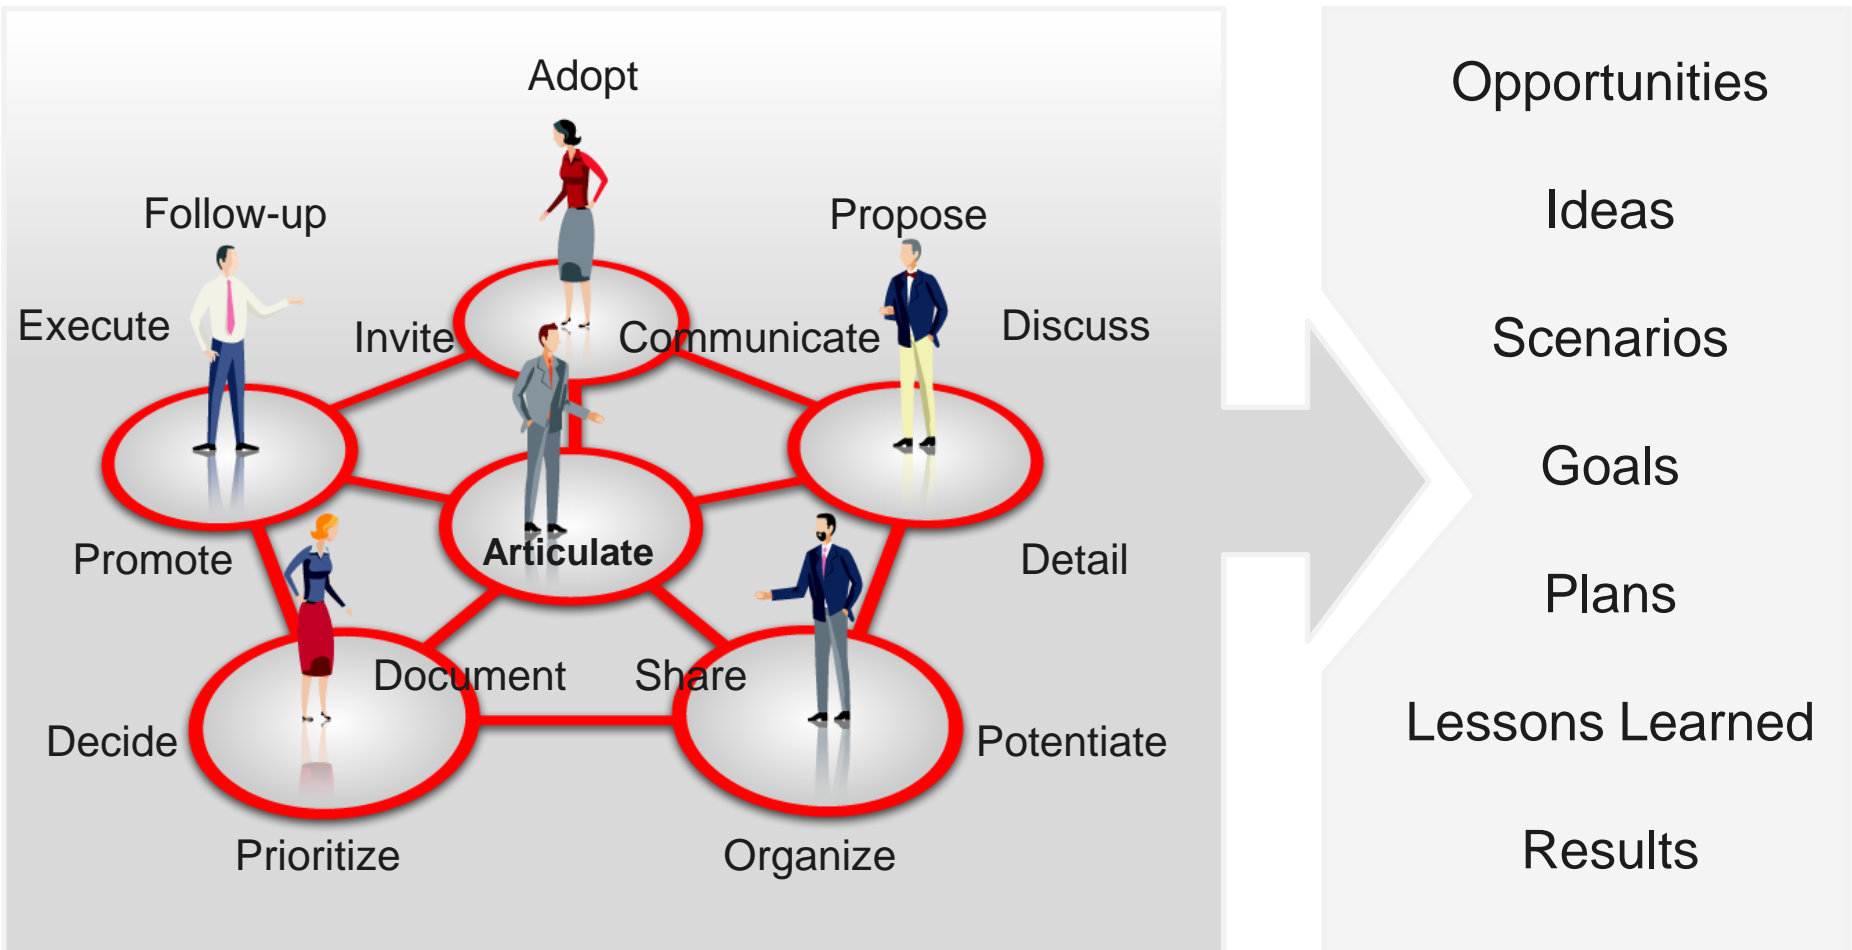 Adopt
Follow-up
Propose
Execute
Invite
Communicate
Discuss
Promote
Articulate
Detail
Document
Share
Decide
Potentiate
Prioritize
Organize
Opportunities
Ideas
Scenarios
Goals
Plans
Lessons Learned
Results